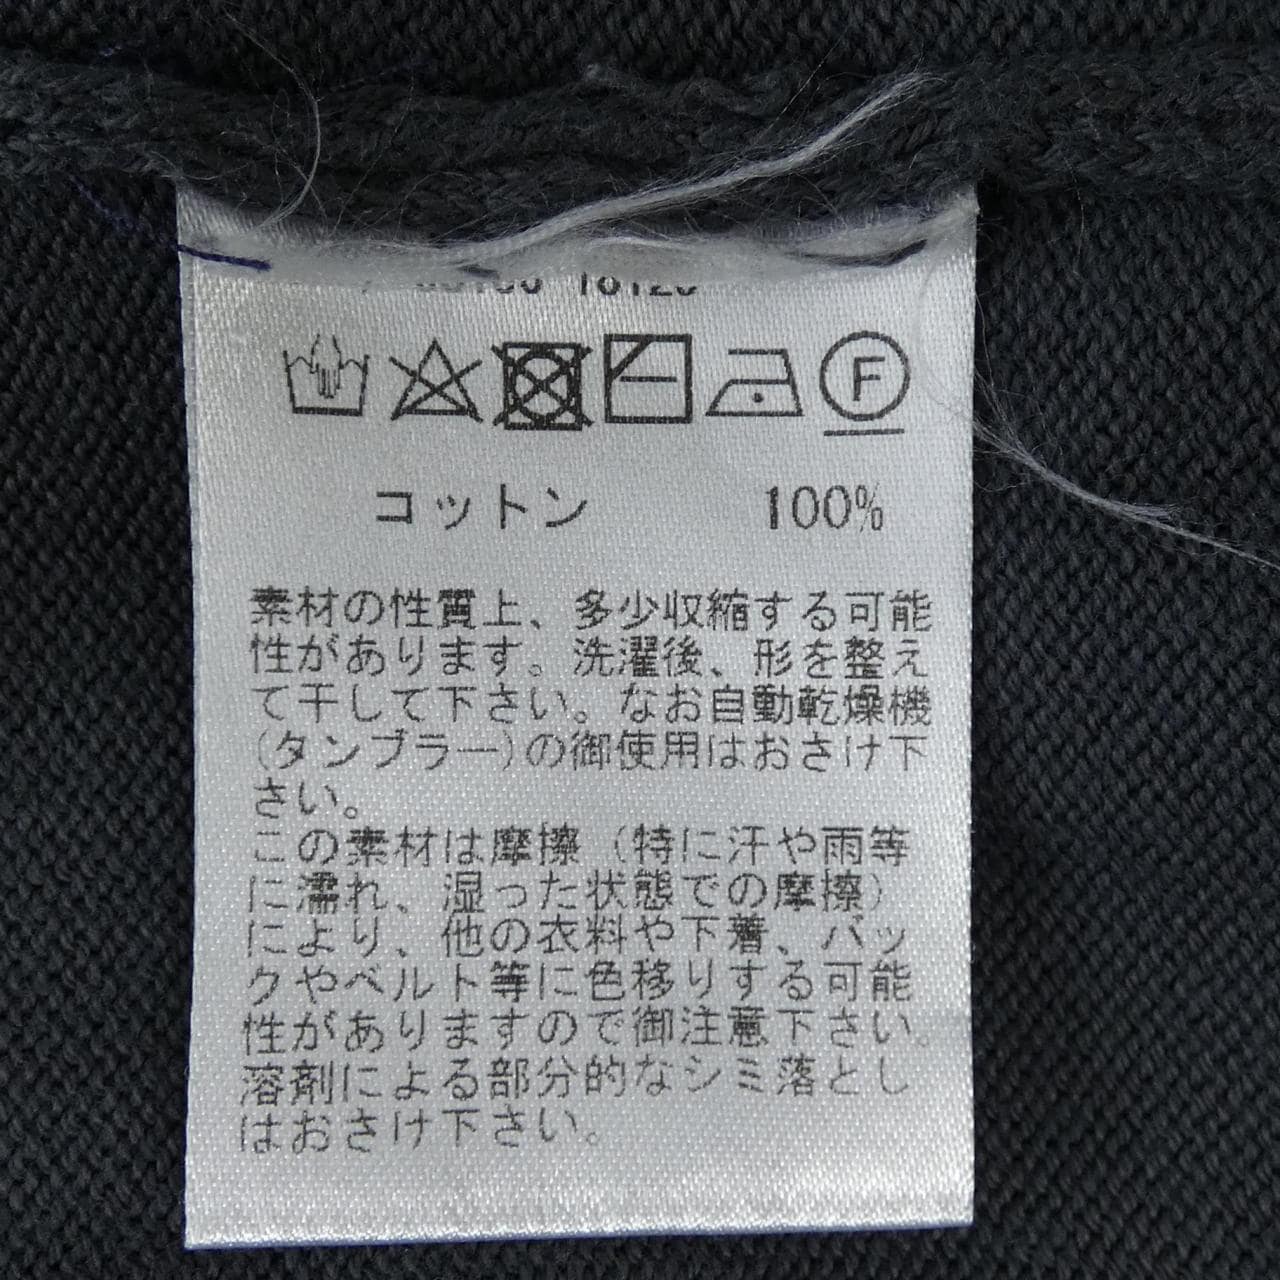 F
コットン 100%
素材の性質上、多少収縮する可能
性があります。洗濯後、形を整え
て干して下さい。なお自動乾燥機
(タンブラー)の御使用はおさけ下
さい。
この素材は摩擦（特に汗や雨等
に濡れ、湿った状態での摩擦）
により、他の衣料や下着、バッ
クやベルト等に色移りする可能
性がありますので御注意下さい。
溶剤による部分的なシミ落とし
はおさけ下さい。